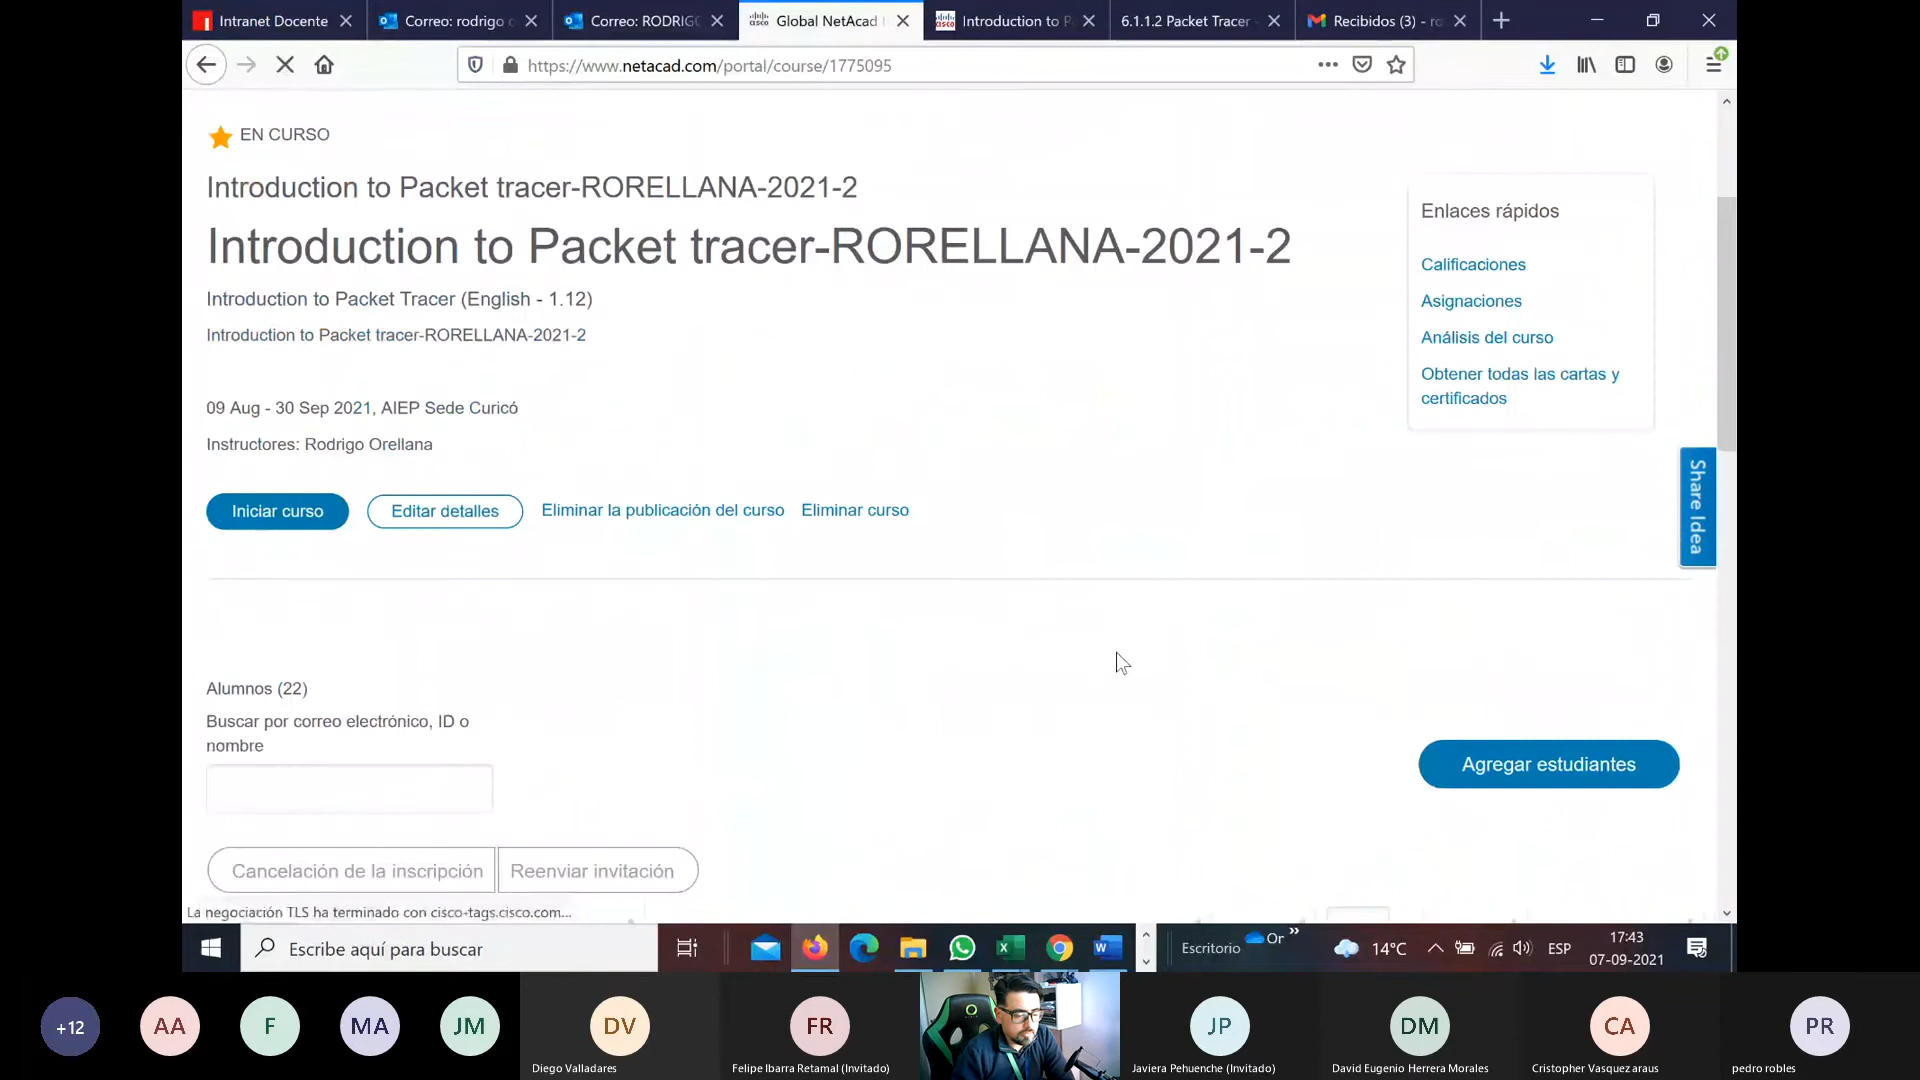 Intranet Docente
Correo: rodrigo
Correo: RODRIG
Global NetAcad
Introduction to P
6.1.1.2 Packet Tracer
Recibidos (3) - ro
https://www.netacad.com/portal/course/1775095
EN CURSO
Introduction to Packet tracer-RORELLANA-2021-2
Introduction to Packet tracer-RORELLANA-2021-2
Introduction to Packet Tracer (English - 1.12)
Introduction to Packet tracer-RORELLANA-2021-2
09 Aug - 30 Sep 2021, AIEP Sede Curicó
Instructores: Rodrigo Orellana
Iniciar curso
Editar detalles
Eliminar la publicación del curso
Eliminar curso
Enlaces rápidos
Calificaciones
Asignaciones
Análisis del curso
Obtener todas las cartas y
certificados
Share Idea
Alumnos (22)
Buscar por correo electrónico, ID o
nombre
Agregar estudiantes
Cancelación de la inscripción
Reenviar invitación
La negociación TLS ha terminado con cisco-tags.cisco.com...
Escribe aquí para buscar
Escritorio
Or
14°C
ESP
17:43
07-09-2021
+12
AA
F
MA
JM
DV
Diego Valladares
FR
Felipe Ibarra Retamal (Invitado)
JP
Javiera Pehuenche (Invitado)
DM
David Eugenio Herrera Morales
CA
Cristopher Vasquez araus
PR
pedro robles